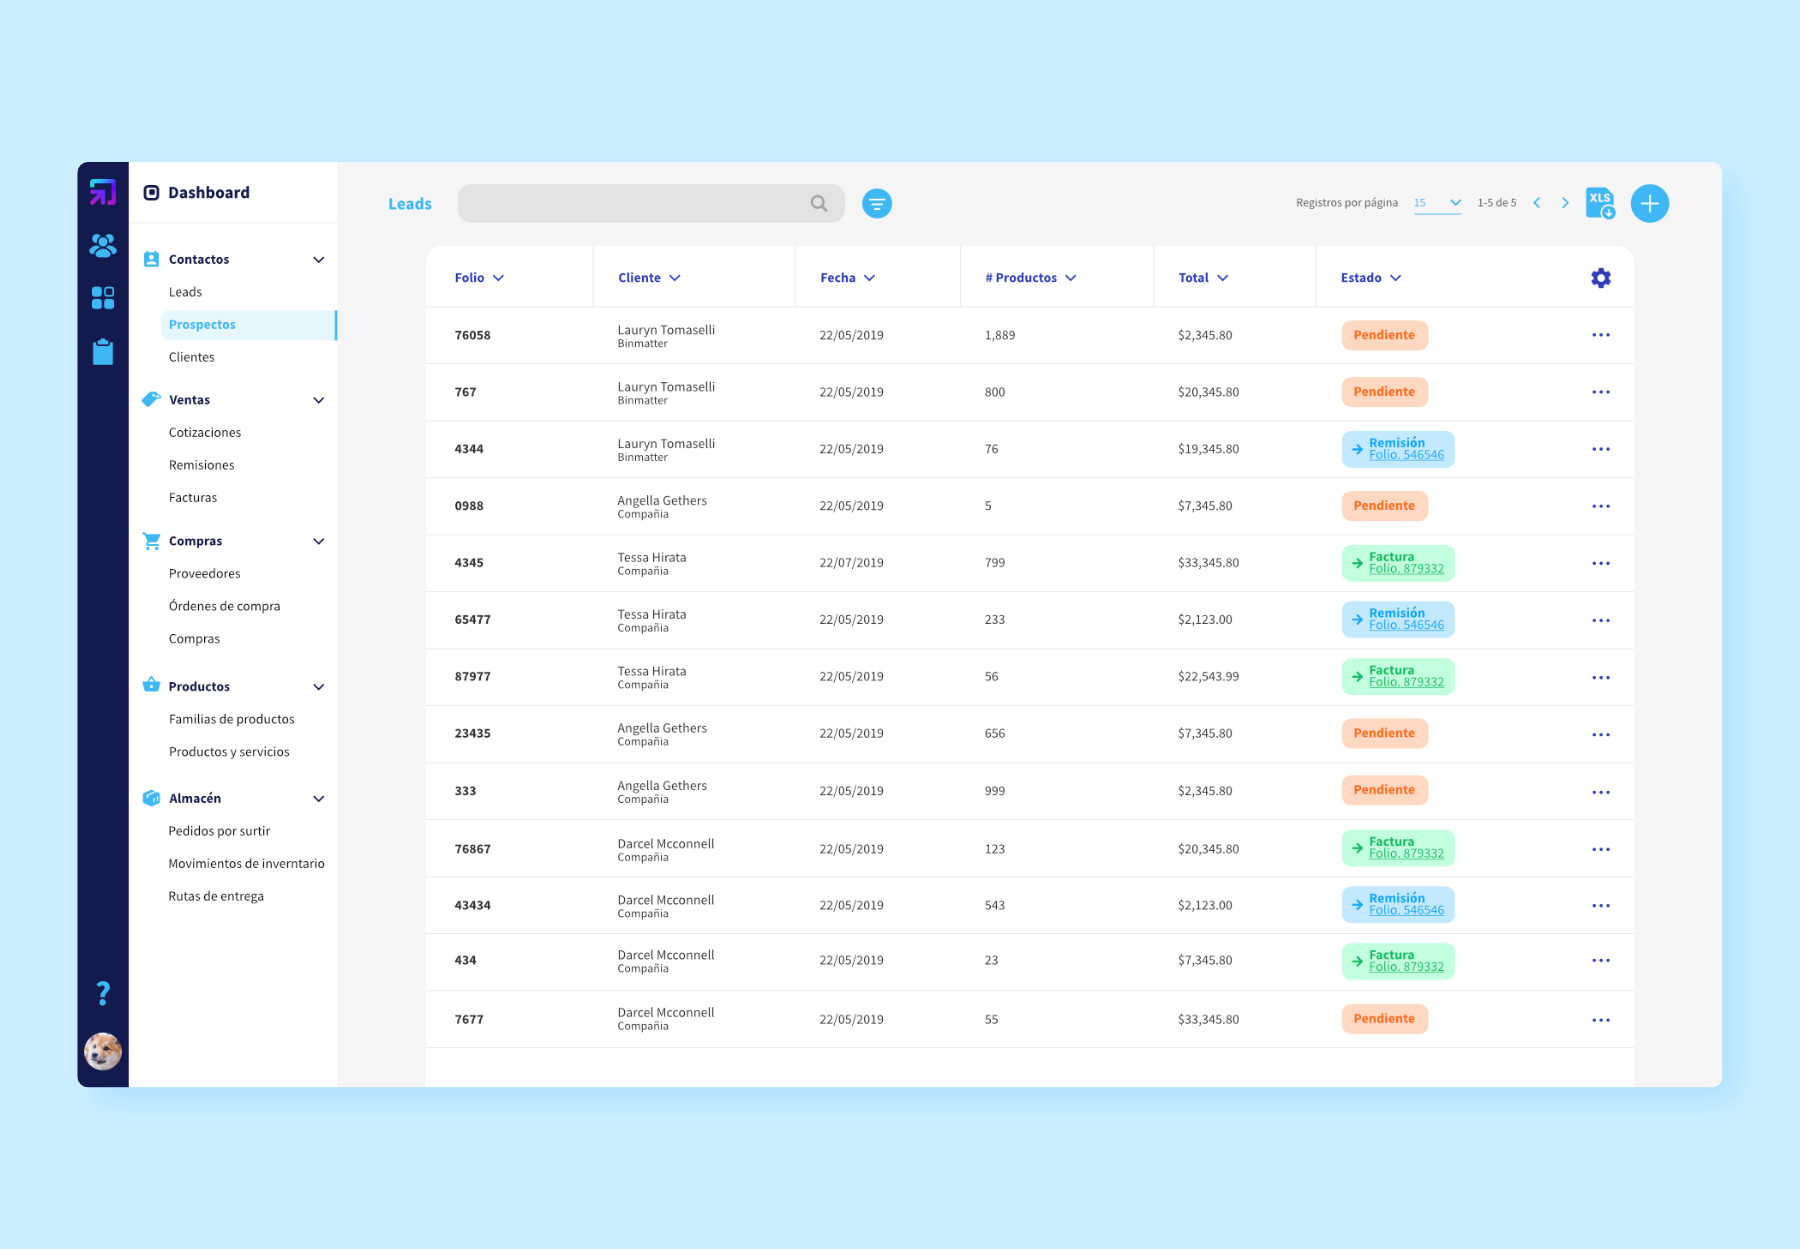 Dashboard
Contactos
Leads
Prospectos
Clientes
Ventas
Cotizaciones
Remisiones
Facturas
Compras
Proveedores
Órdenes de compra
Compras
Productos
Familias de productos
Productos y servicios
Almacén
Pedidos por surtir
Movimientos de inverntario
Rutas de entrega
?
Leads
Registros por página 15 1-5 de 5
XLS
Folio Cliente Fecha # Productos Total Estado
76058 Lauryn Tomaselli 22/05/2019 1,889 $2,345.80 Pendiente
Binmatter
767 Lauryn Tomaselli 22/05/2019 800 $20,345.80 Pendiente
Binmatter
4344 Lauryn Tomaselli 22/05/2019 76 $19,345.80 Remisión
Binmatter Folio. 546546
0988 Angella Gethers 22/05/2019 5 $7,345.80 Pendiente
Compañia
4345 Tessa Hirata 22/07/2019 799 $33,345.80 Factura
Compañia Folio. 879332
65477 Tessa Hirata 22/05/2019 233 $2,123.00 Remisión
Compañia Folio. 546546
87977 Tessa Hirata 22/05/2019 56 $22,543.99 Factura
Compañia Folio. 879332
23435 Angella Gethers 22/05/2019 656 $7,345.80 Pendiente
Compañia
333 Angella Gethers 22/05/2019 999 $2,345.80 Pendiente
Compañia
76867 Darcel Mcconnell 22/05/2019 123 $20,345.80 Factura
Compañia Folio. 879332
43434 Darcel Mcconnell 22/05/2019 543 $2,123.00 Remisión
Compañia Folio. 546546
434 Darcel Mcconnell 22/05/2019 23 $7,345.80 Factura
Compañia Folio. 879332
7677 Darcel Mcconnell 22/05/2019 55 $33,345.80 Pendiente
Compañia